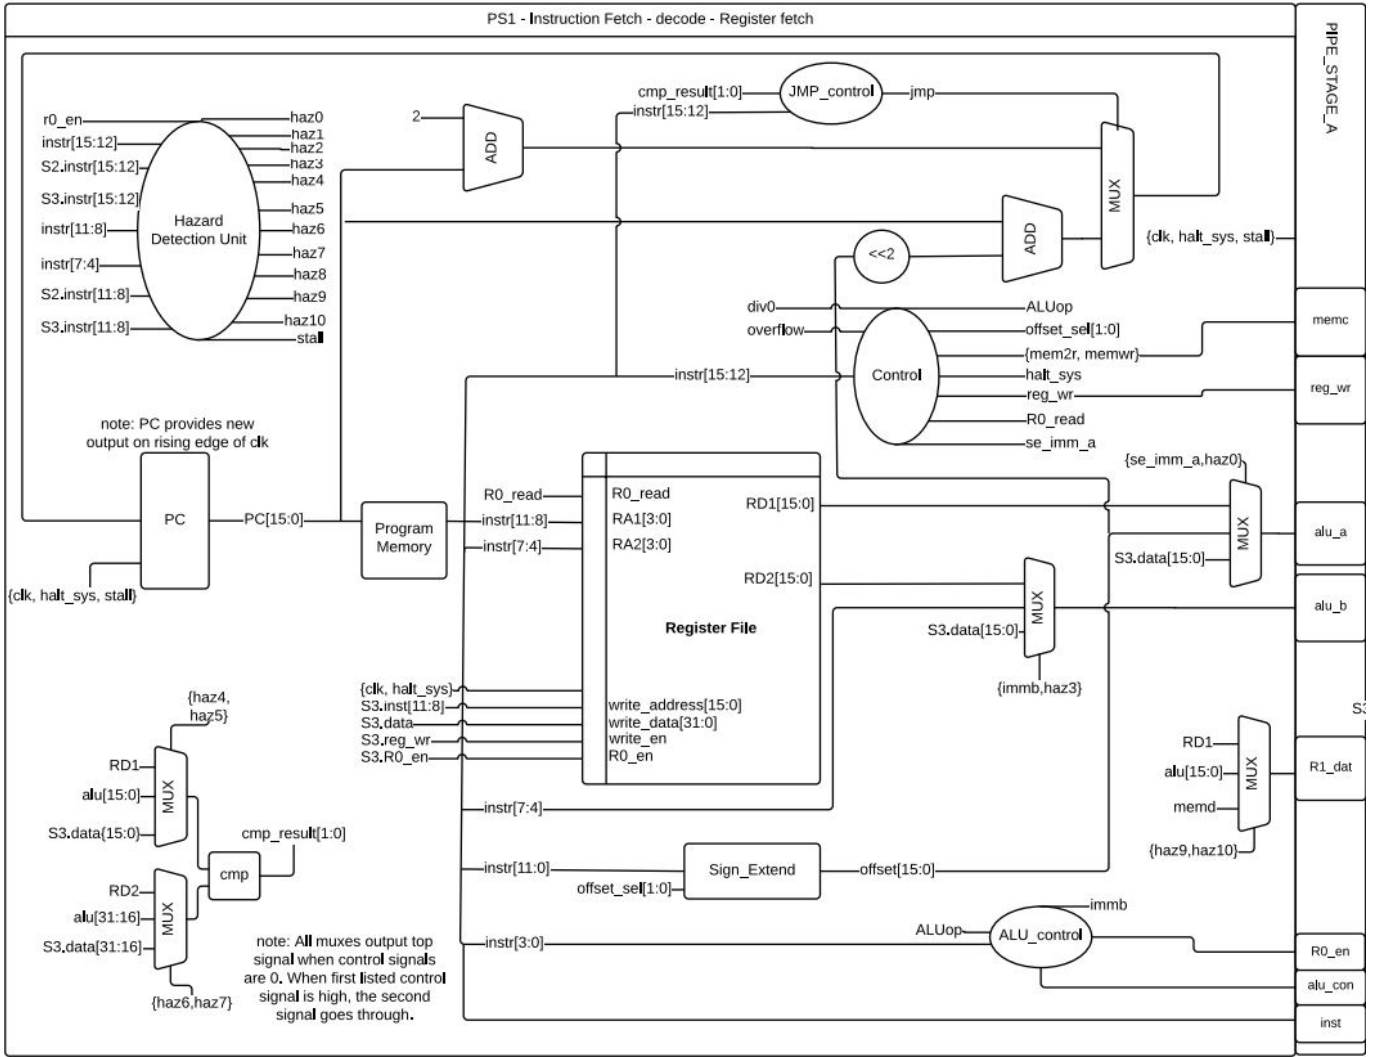 PS1 - Instruction Fetch - decode - Register fetch
PIPE_STAGE_A
cmp_result[1:0]
instr[15:12]
JMP_control
jmp
r0_en
instr[15:12]
S2.instr[15:12]
S3.instr[15:12]
instr[11:8]
instr[7:4]
S2.instr[11:8]
S3.instr[11:8]
Hazard
Detection Unit
haz0
haz1
haz2
haz3
haz4
haz5
haz6
haz7
haz8
haz9
haz10
stall
2
ADD
MUX
ADD
<<2
{clk, halt_sys, stall}
div0
overflow
instr[15:12]
Control
ALUop
offset_sel[1:0]
{mem2r, memwr}
halt_sys
reg_wr
R0_read
se_imm_a
memc
reg_wr
note: PC provides new
output on rising edge of clk
PC
PC[15:0]
{clk, halt_sys, stall}
Program
Memory
R0_read
instr[11:8]
instr[7:4]
R0_read
RA1[3:0]
RA2[3:0]
RD1[15:0]
RD2[15:0]
Register File
{clk, halt_sys}
S3.inst[11:8]
S3.data
S3.reg_wr
S3.R0_en
write_address[15:0]
write_data[31:0]
write_en
R0_en
{se_imm_a,haz0}
MUX
S3.data[15:0]
alu_a
MUX
S3.data[15:0]
{immb,haz3}
alu_b
S3
{haz4,
haz5}
RD1
alu[15:0]
S3.data{15:0}
MUX
cmp_result[1:0]
cmp
RD2
alu[31:16]
S3.data[31:16]
MUX
{haz6,haz7}
note: All muxes output top
signal when control signals
are 0. When first listed control
signal is high, the second
signal goes through.
instr[7:4]
instr[11:0]
offset_sel[1:0]
Sign_Extend
offset[15:0]
instr[3:0]
ALUop
ALU_control
immb
RD1
alu[15:0]
memd
MUX
{haz9,haz10}
R1_dat
R0_en
alu_con
inst